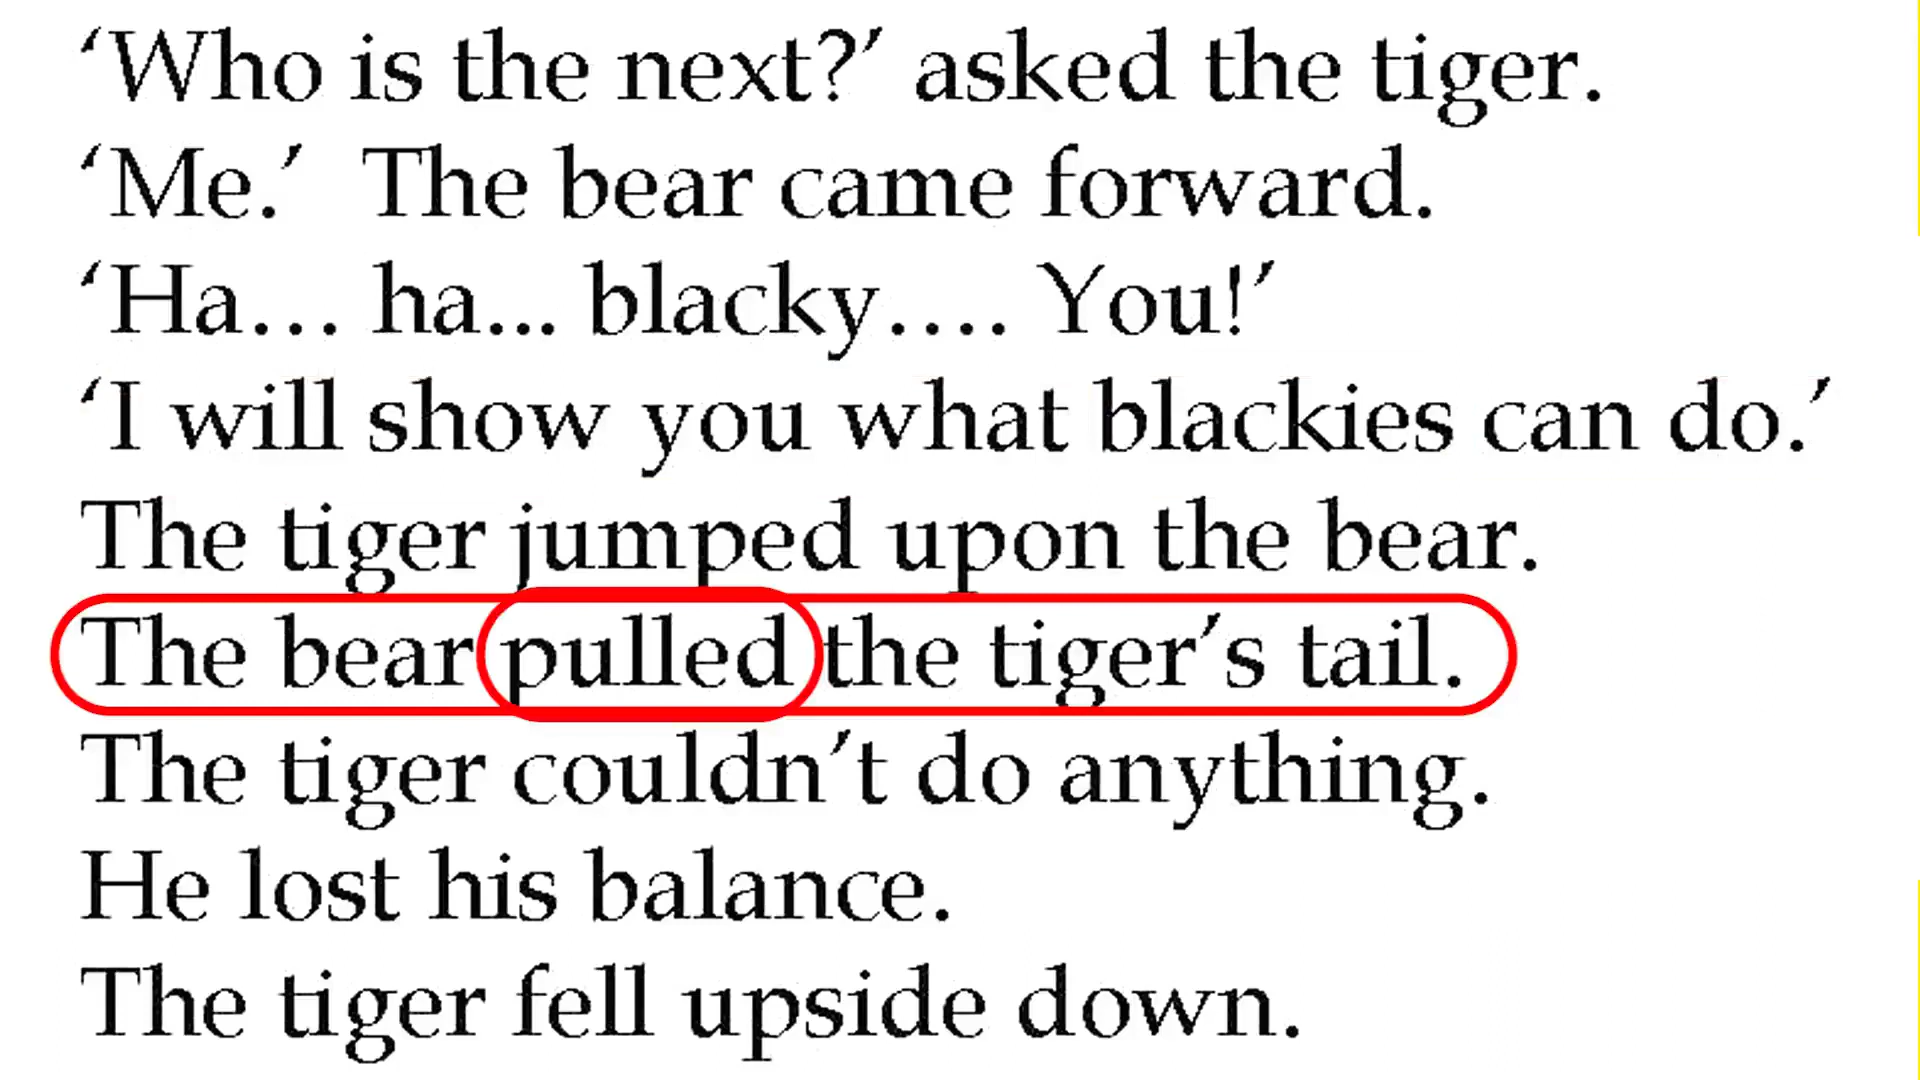 ‘Who is the next?’ asked the tiger.
‘Me.’ The bear came forward.
‘Ha… ha... blacky…. You!’
‘I will show you what blackies can do.’
The tiger jumped upon the bear.
The bear pulled the tiger’s tail.
The tiger couldn’t do anything.
He lost his balance.
The tiger fell upside down.